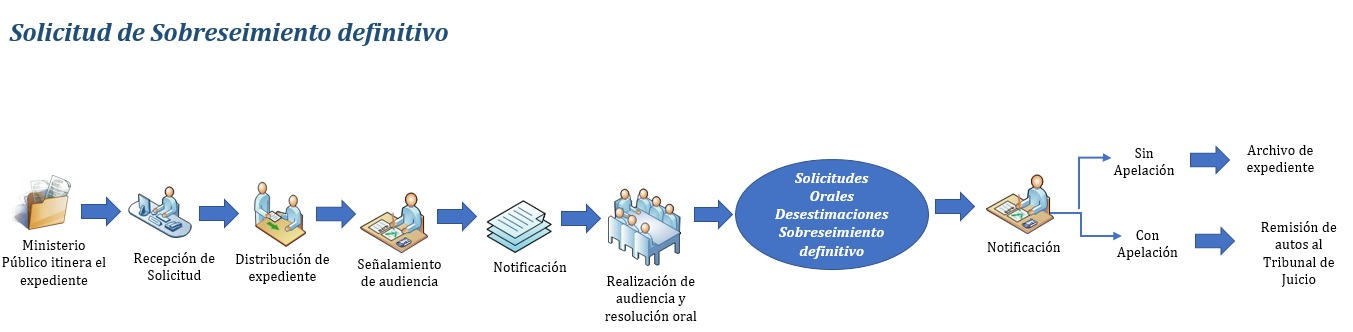 Solicitud de Sobreseimiento definitivo
Ministerio
Público itinera el
expediente
Recepción de
Solicitud
Distribución de
expediente
Señalamiento
de audiencia
Notificación
Realización de
audiencia y
resolución oral
Solicitudes
Orales
Desestimaciones
Sobreseimiento
definitivo
Notificación
Sin
Apelación
Archivo de
expediente
Con
Apelación
Remisión de
autos al
Tribunal de
Juicio